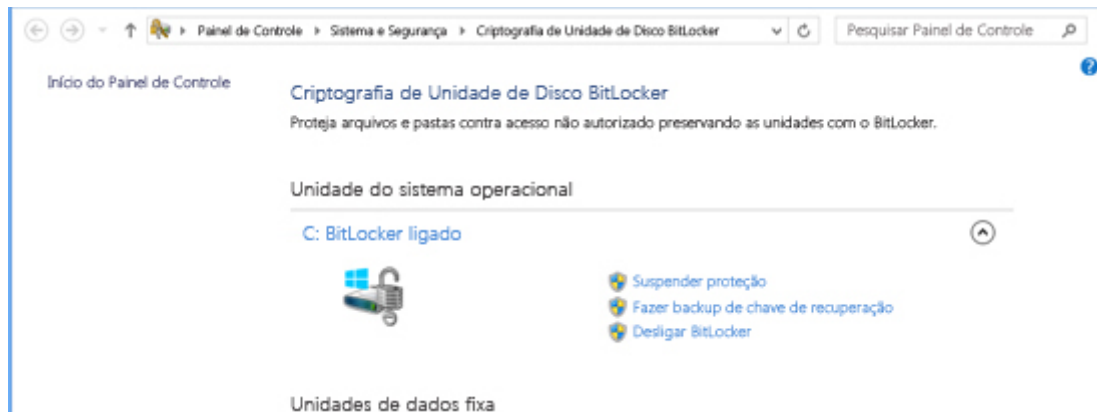 Painel de Controle Sistema e Segurança Criptografia de Unidade de Disco BitLocker Pesquisar Painel de Controle
Início do Painel de Controle
Criptografia de Unidade de Disco BitLocker
Proteja arquivos e pastas contra acesso não autorizado preservando as unidades com o BitLocker.
Unidade do sistema operacional
C: BitLocker ligado
Suspender proteção
Fazer backup de chave de recuperação
Desligar BitLocker
Unidades de dados fixa